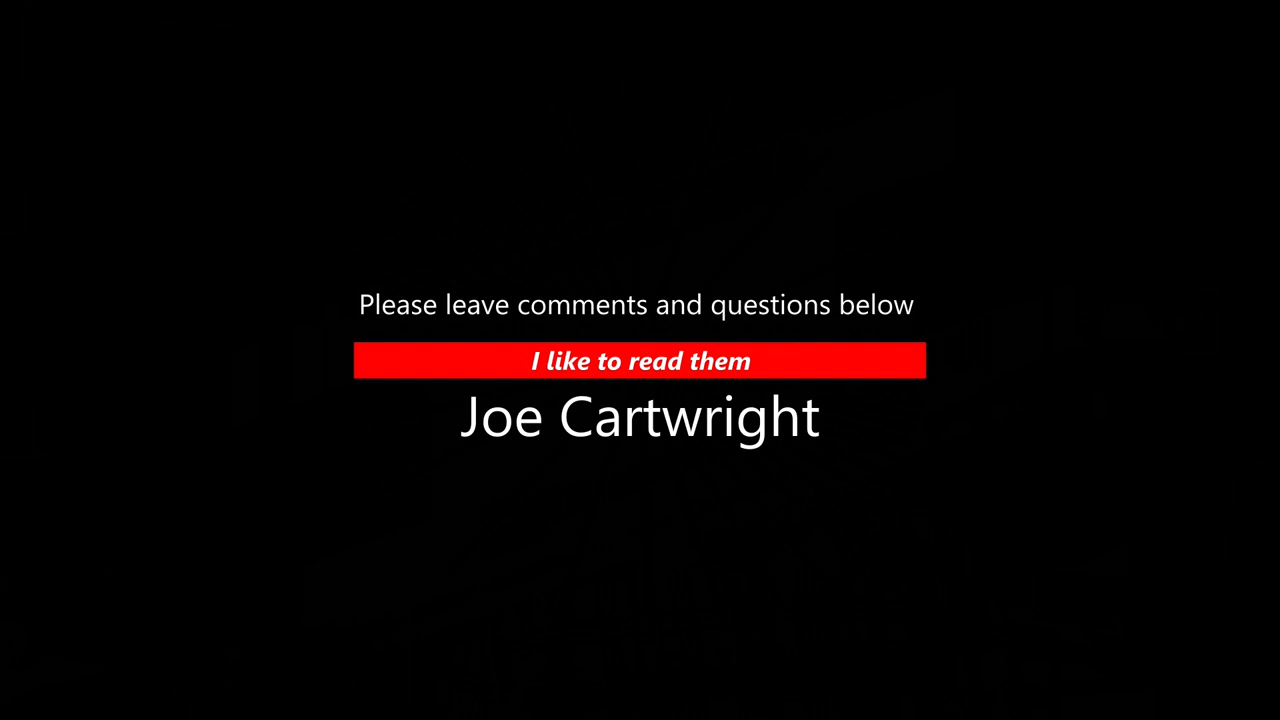 Please leave comments and questions below
I like to read them
Joe Cartwright